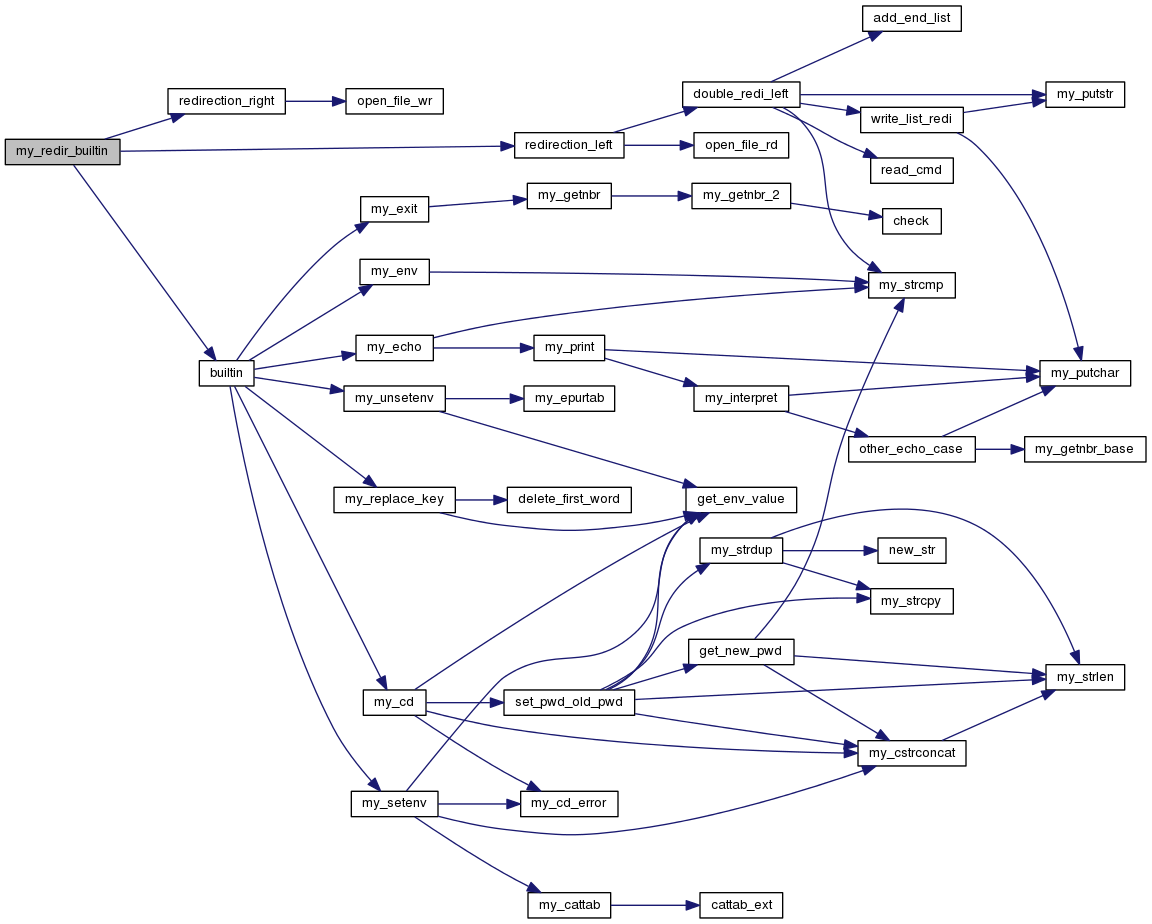 add_end_list
double_redi_left
my_putstr
redirection_right
open_file_wr
write_list_redi
my_redir_builtin
redirection_left
open_file_rd
read_cmd
my_exit
my_getnbr
my_getnbr_2
check
my_env
my_strcmp
my_echo
my_print
builtin
my_putchar
my_unsetenv
my_epurtab
my_interpret
other_echo_case
my_getnbr_base
my_replace_key
delete_first_word
get_env_value
my_strdup
new_str
my_strcpy
get_new_pwd
my_strlen
my_cd
set_pwd_old_pwd
my_cstrconcat
my_setenv
my_cd_error
my_cattab
cattab_ext